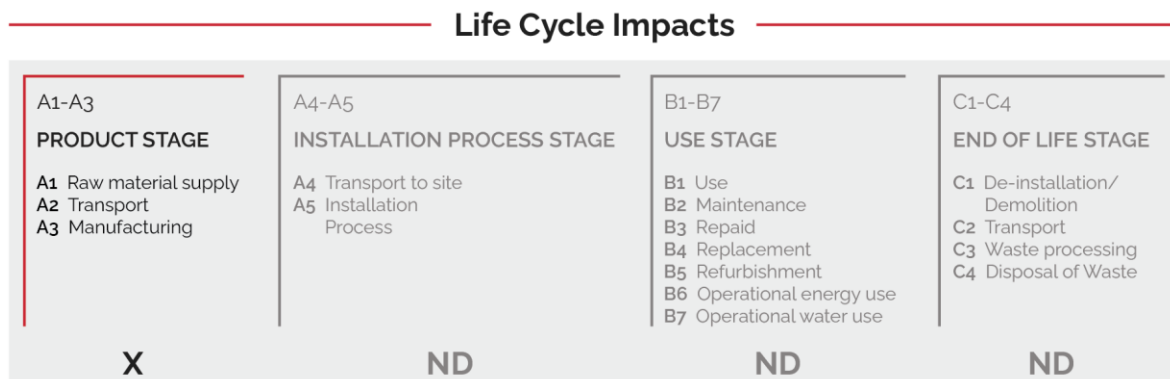 Life Cycle Impacts
A1-A3
PRODUCT STAGE
A1 Raw material supply
A2 Transport
A3 Manufacturing
X
A4-A5
INSTALLATION PROCESS STAGE
A4 Transport to site
A5 Installation
Process
ND
B1-B7
USE STAGE
B1 Use
B2 Maintenance
B3 Repaid
B4 Replacement
B5 Refurbishment
B6 Operational energy use
B7 Operational water use
ND
C1-C4
END OF LIFE STAGE
C1 De-installation/
Demolition
C2 Transport
C3 Waste processing
C4 Disposal of Waste
ND